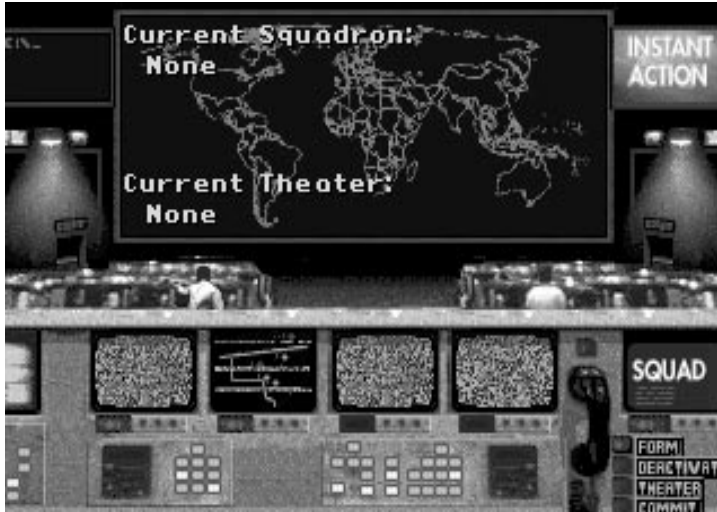 Current Squadron:
None
INSTANT
ACTION
Current Theater:
None
SQUAD
FORM
DEACTIVAT
THEATER
COMMIT